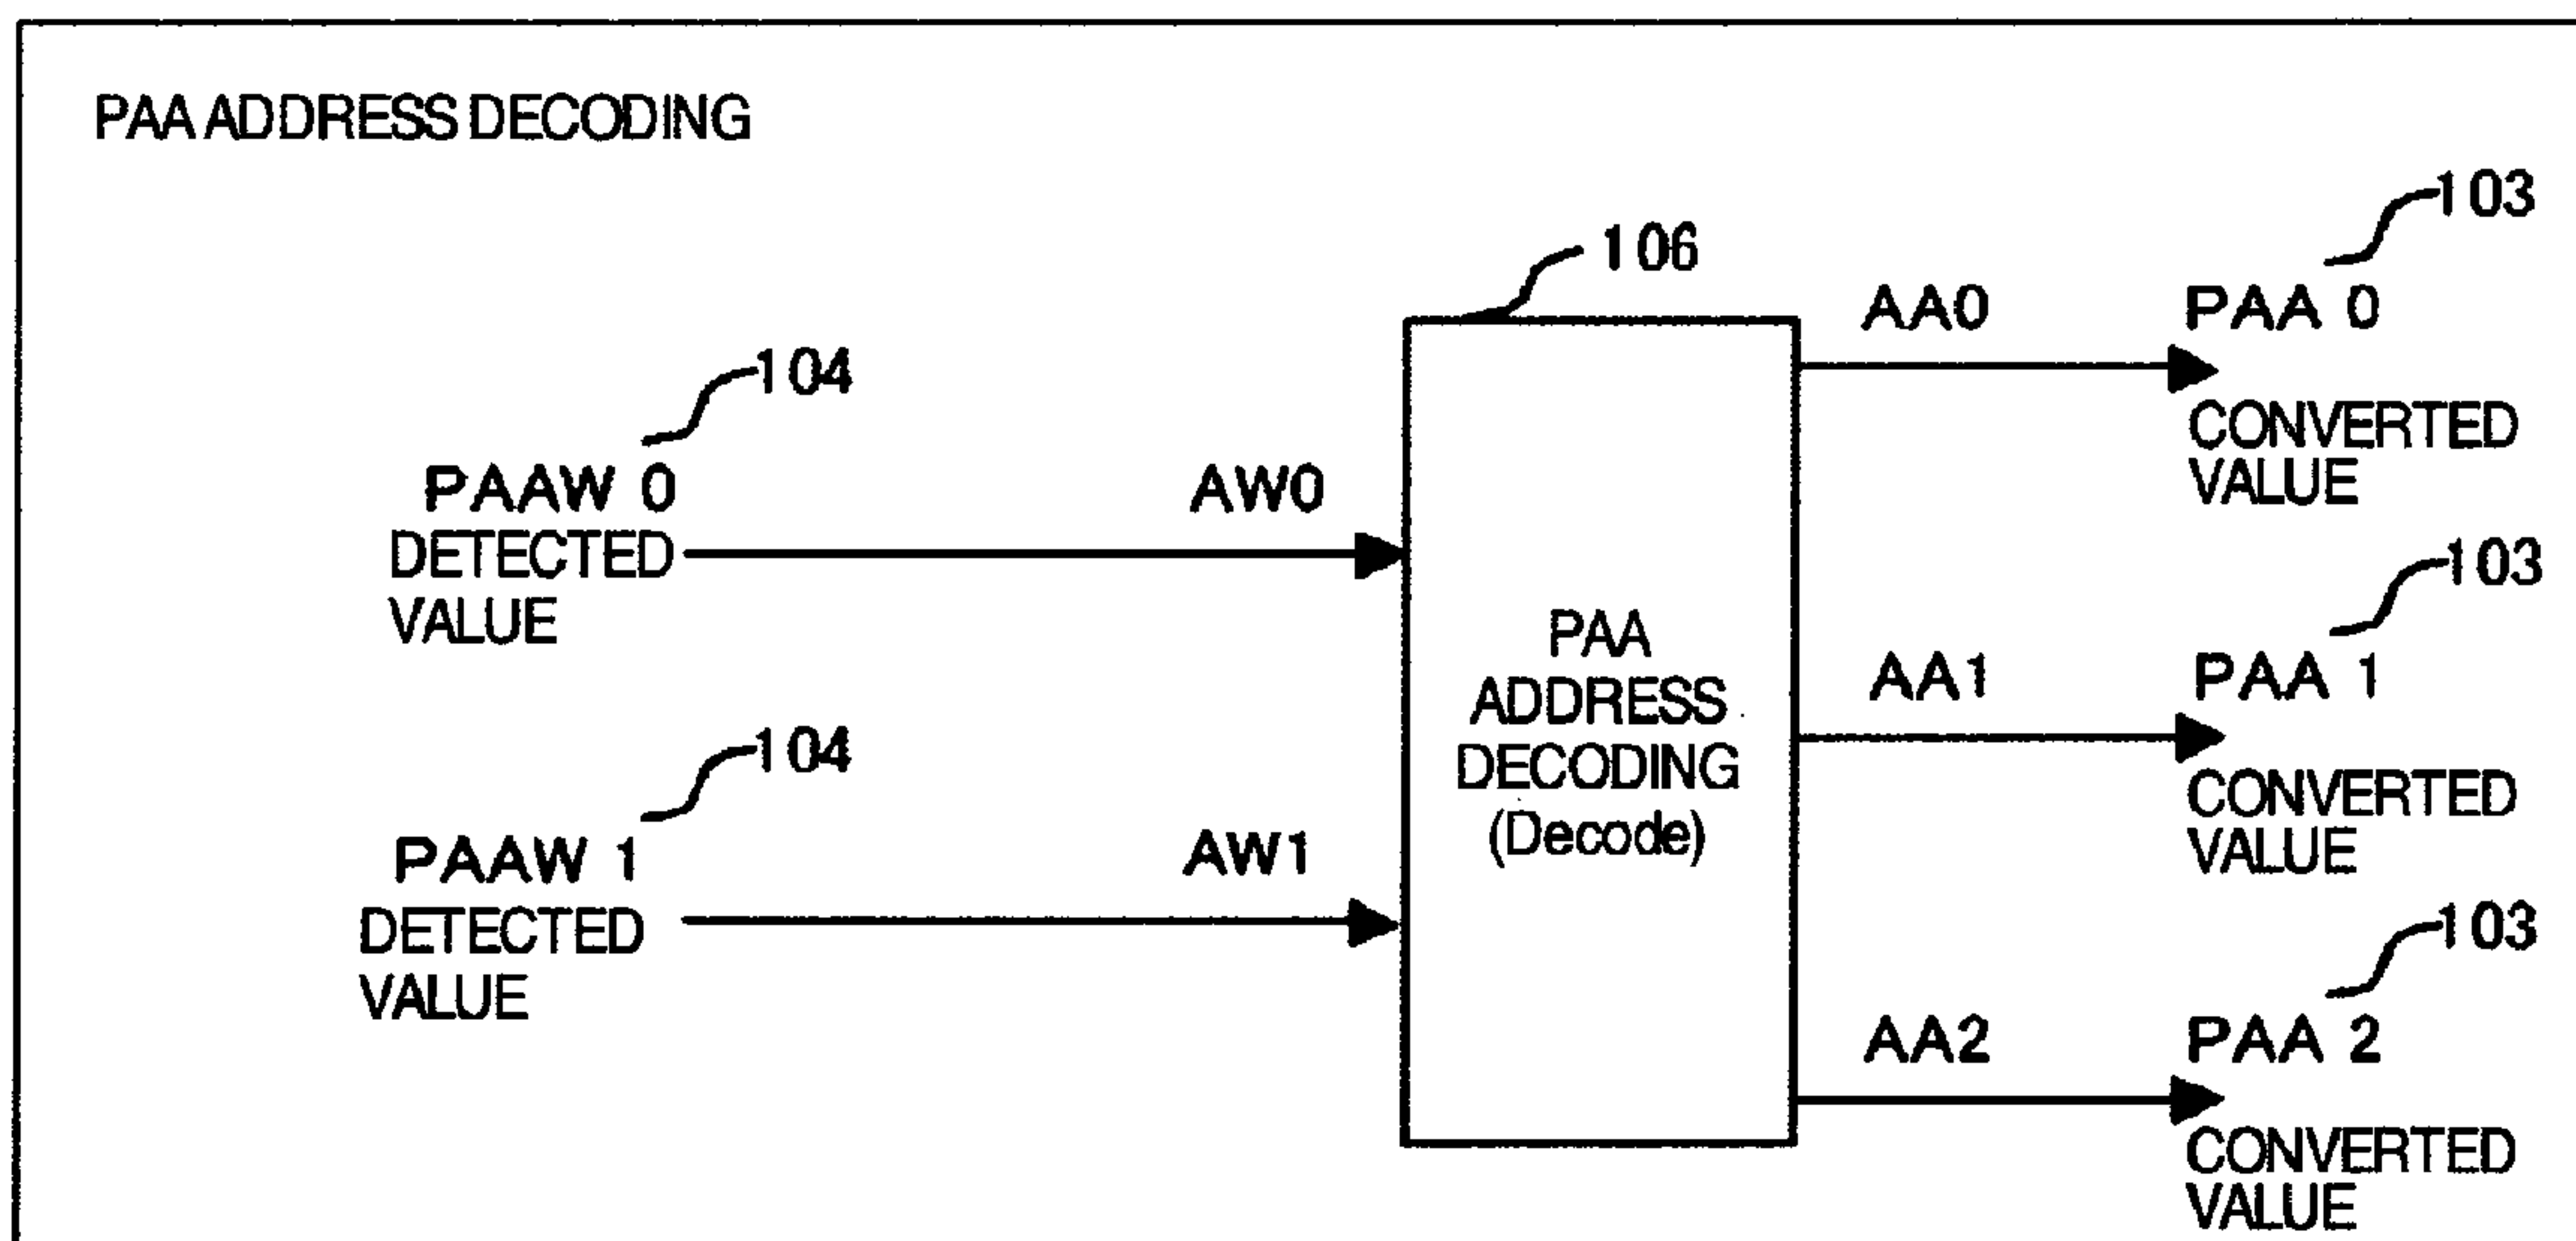 PAA ADDRESS DECODING
104
PAAW 0
DETECTED
VALUE
AW0
104
PAAW 1
DETECTED
VALUE
AW1
106
PAA
ADDRESS
DECODING
(Decode)
AA0
103
PAA 0
CONVERTED
VALUE
AA1
103
PAA 1
CONVERTED
VALUE
AA2
103
PAA 2
CONVERTED
VALUE